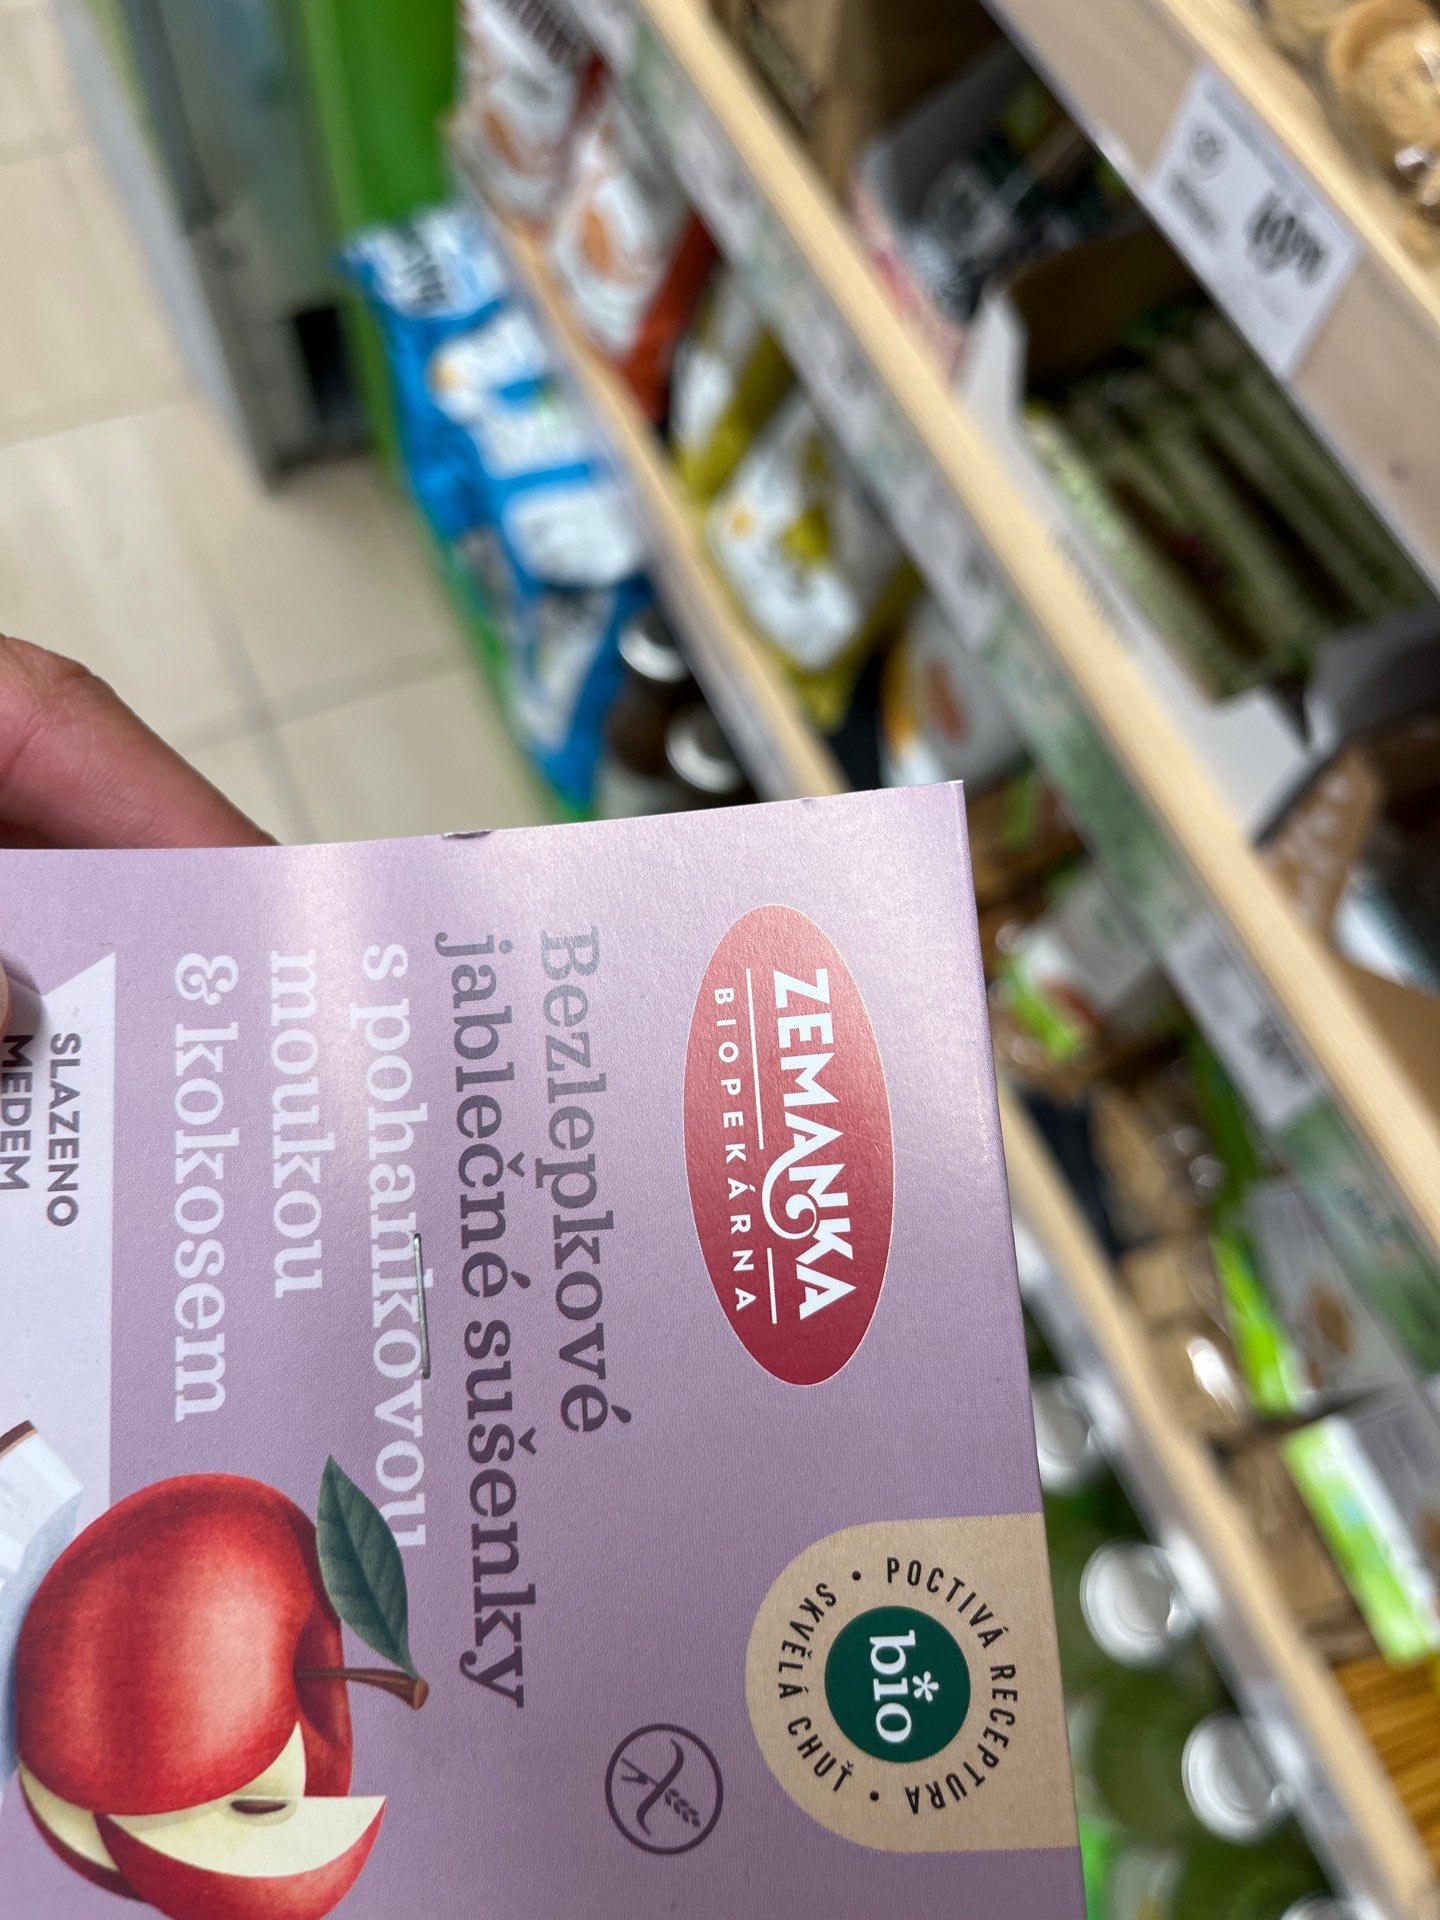 ZEMANKA
BIOPEKÁRNA
Bezlepkové
jablečné sušenky
s pohankovou
moukou
& kokosem
SLAZENO
MEDEM
• POCTIVÁ RECEPTURA • SKVĚLÁ CHUŤ
bio